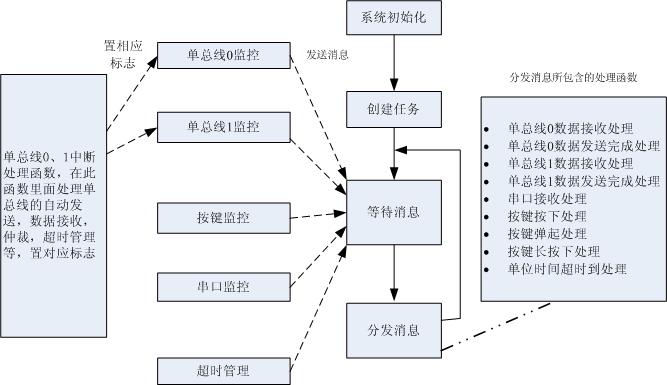 单总线0、1中断
处理函数，在此
函数里面处理单
总线的自动发
送，数据接收，
仲裁，超时管理
等，置对应标志
置相应
标志
单总线0监控
单总线1监控
按键监控
串口监控
超时管理
发送消息
系统初始化
创建任务
等待消息
分发消息
分发消息所包含的处理函数
● 单总线0数据接收处理
● 单总线0数据发送完成处理
● 单总线1数据接收处理
● 单总线1数据发送完成处理
● 串口接收处理
● 按键按下处理
● 按键弹起处理
● 按键长按下处理
● 单位时间超时到处理